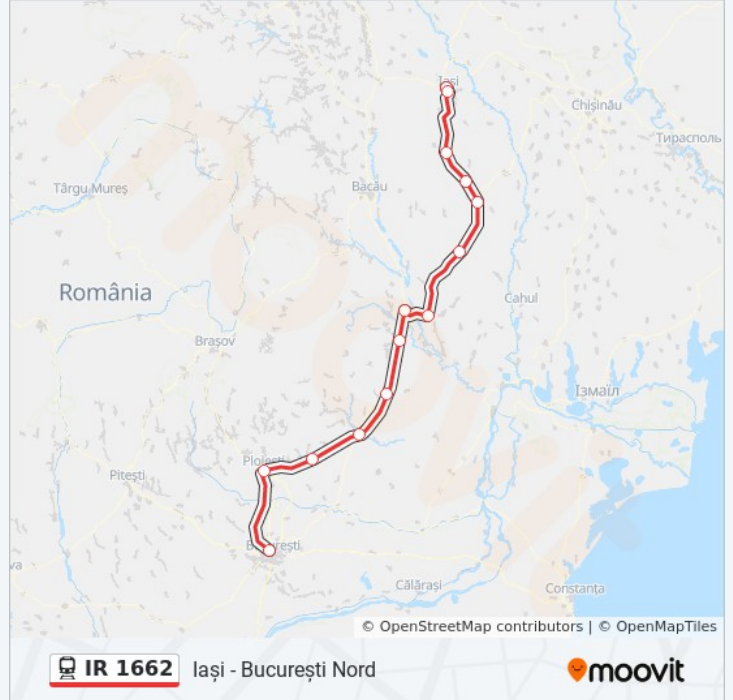 Iași
Chișinău
Тирасполь
Târgu Mureș
Bacău
România
Cahul
Brașov
Ізмаїл
Ploiești
Pitești
București
Călărași
Constanța
© OpenStreetMap contributors | © OpenMapTiles
IR 1662 Iași - București Nord
moovit